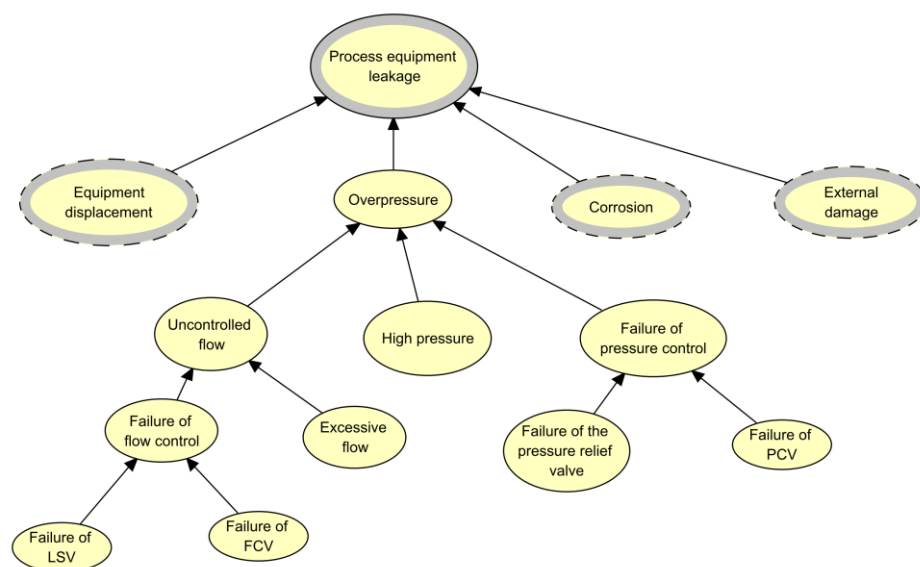 Process equipment
leakage
Equipment
displacement
Overpressure
Corrosion
External
damage
Uncontrolled
flow
High pressure
Failure of
pressure control
Failure of
flow control
Excessive
flow
Failure of the
pressure relief
valve
Failure of
PCV
Failure of
LSV
Failure of
FCV